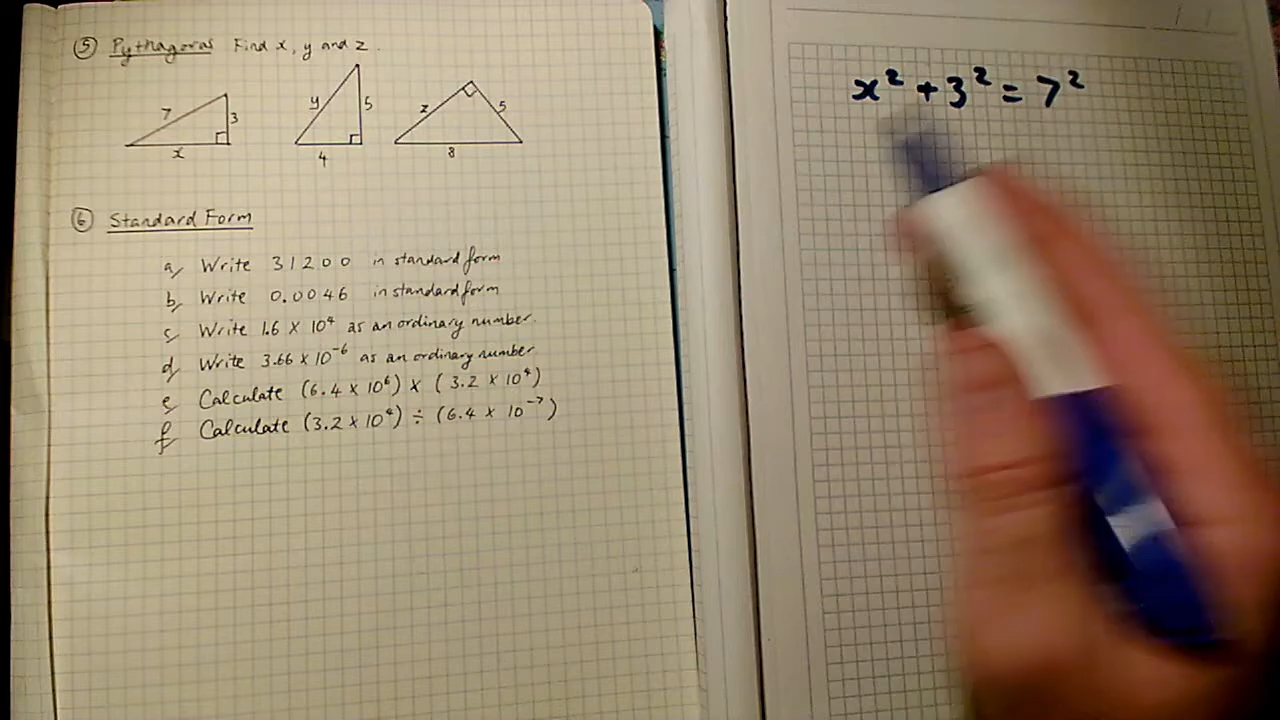 ⑤ Pythagoras Find x, y and z.
7 3 x
y 5 4
z 5 8
⑥ Standard Form
a, Write 31200 in standard form
b, Write 0.0046 in standard form
c, Write 1.6 × 10⁴ as an ordinary number.
d, Write 3.66 × 10⁻⁶ as an ordinary number
e, Calculate (6.4 × 10⁶) × (3.2 × 10⁴)
f, Calculate (3.2 × 10⁴) ÷ (6.4 × 10⁻⁷)
x² + 3² = 7²